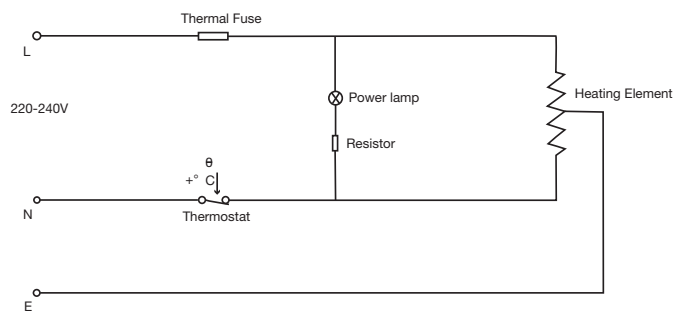 Thermal Fuse
L
Power lamp
Heating Element
220-240V
Resistor
θ
+° C
N
Thermostat
E